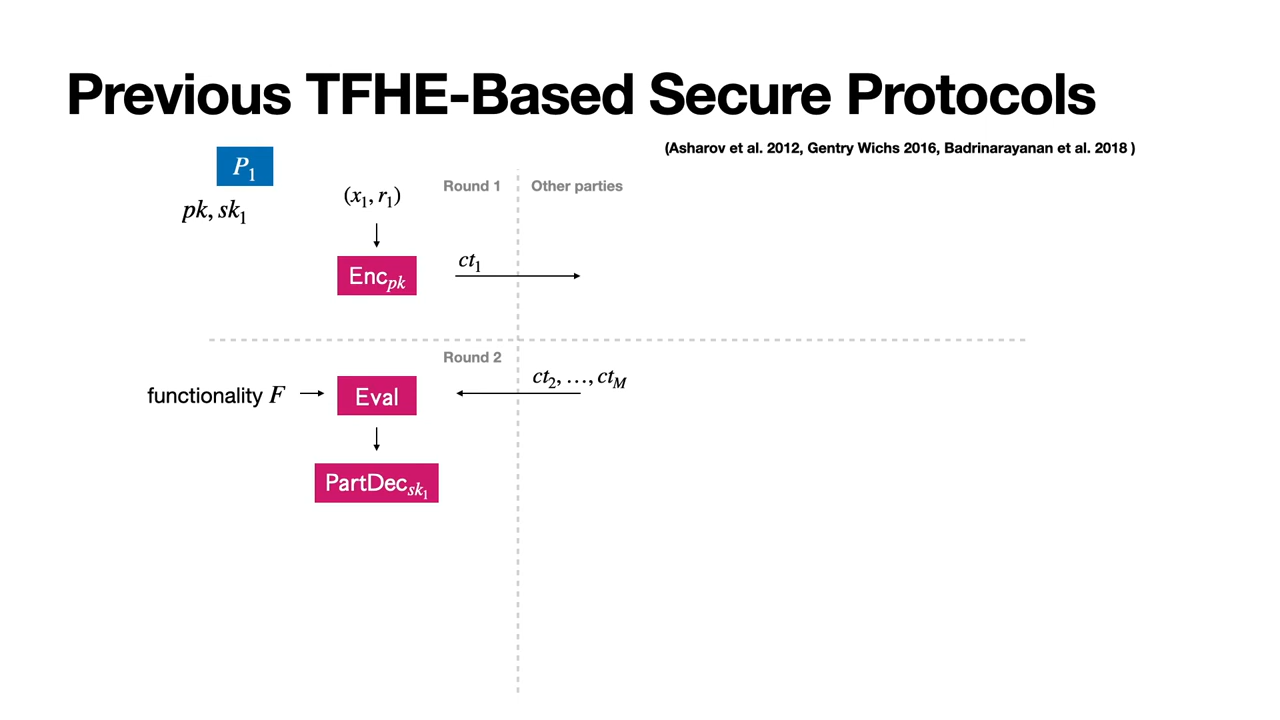 Previous TFHE-Based Secure Protocols
(Asharov et al. 2012, Gentry Wichs 2016, Badrinarayanan et al. 2018 )
P₁
pk, sk₁
(x₁, r₁)
Round 1
Other parties
Enc_pk
ct₁
Round 2
functionality F
Eval
ct₂, …, ct_M
PartDec_sk₁